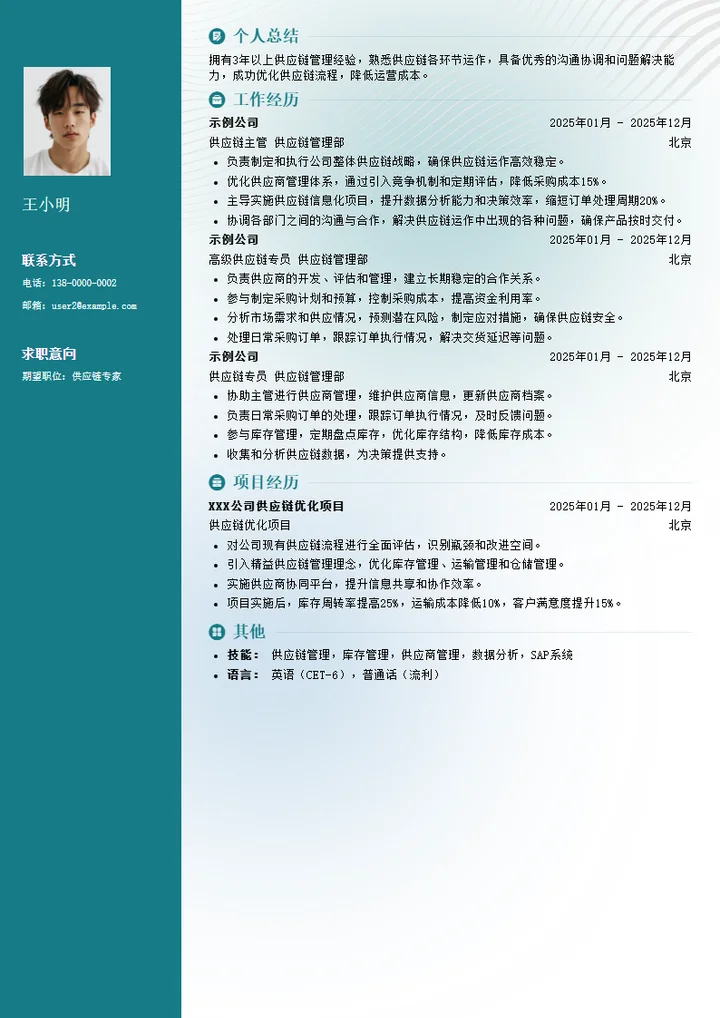 王小明
联系方式
电话：138-0000-0002
邮箱：user2@example.com
求职意向
期望职位：供应链专家
个人总结
拥有3年以上供应链管理经验，熟悉供应链各环节运作，具备优秀的沟通协调和问题解决能
力，成功优化供应链流程，降低运营成本。
工作经历
示例公司 2025年01月 - 2025年12月
供应链主管 供应链管理部 北京
• 负责制定和执行公司整体供应链战略，确保供应链运作高效稳定。
• 优化供应商管理体系，通过引入竞争机制和定期评估，降低采购成本15%。
• 主导实施供应链信息化项目，提升数据分析能力和决策效率，缩短订单处理周期20%。
• 协调各部门之间的沟通与合作，解决供应链运作中出现的各种问题，确保产品按时交付。
示例公司 2025年01月 - 2025年12月
高级供应链专员 供应链管理部 北京
• 负责供应商的开发、评估和管理，建立长期稳定的合作关系。
• 参与制定采购计划和预算，控制采购成本，提高资金利用率。
• 分析市场需求和供应情况，预测潜在风险，制定应对措施，确保供应链安全。
• 处理日常采购订单，跟踪订单执行情况，解决交货延迟等问题。
示例公司 2025年01月 - 2025年12月
供应链专员 供应链管理部 北京
• 协助主管进行供应商管理，维护供应商信息，更新供应商档案。
• 负责日常采购订单的处理，跟踪订单执行情况，及时反馈问题。
• 参与库存管理，定期盘点库存，优化库存结构，降低库存成本。
• 收集和分析供应链数据，为决策提供支持。
项目经历
XXX公司供应链优化项目 2025年01月 - 2025年12月
供应链优化项目 北京
• 对公司现有供应链流程进行全面评估，识别瓶颈和改进空间。
• 引入精益供应链管理理念，优化库存管理、运输管理和仓储管理。
• 实施供应商协同平台，提升信息共享和协作效率。
• 项目实施后，库存周转率提高25%，运输成本降低10%，客户满意度提升15%。
其他
• 技能： 供应链管理，库存管理，供应商管理，数据分析，SAP系统
• 语言： 英语（CET-6），普通话（流利）